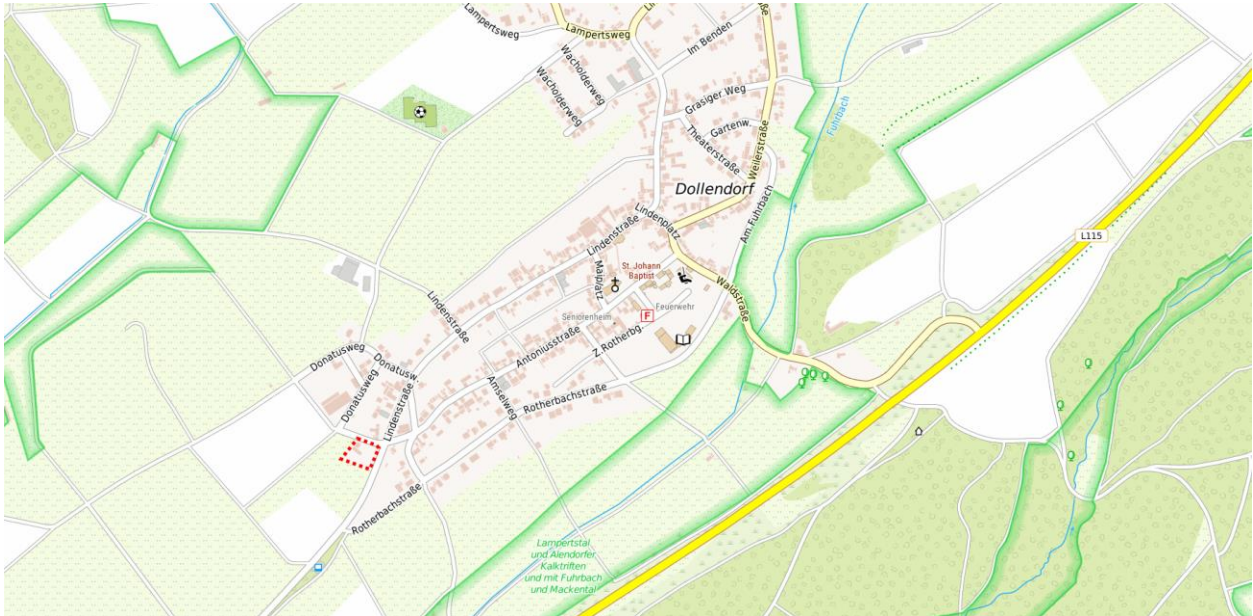 Lampertsweg
Lampertsweg
Lin
Im Benden
Weilerstraße
Wacholderweg
Wacholderweg
Grasiger Weg
Gartenw.
Theaterstraße
Fuhrbach
Dollendorf
Am Fuhrbach
Lindenplatz
Lindenstraße
L115
St. Johann
Baptist
Maiplatz
Waldstraße
Feuerwehr
Seniorenheim
F
Lindenstraße
Antoniusstraße
Z.Rotherbg.
Donatusweg
Donatusw.
Donatusweg
Lindenstraße
Amselweg
Rotherbachstraße
Rotherbachstraße
Lampertstal
und Alendorfer
Kalktriften
und mit Fuhrbach
und Mackental